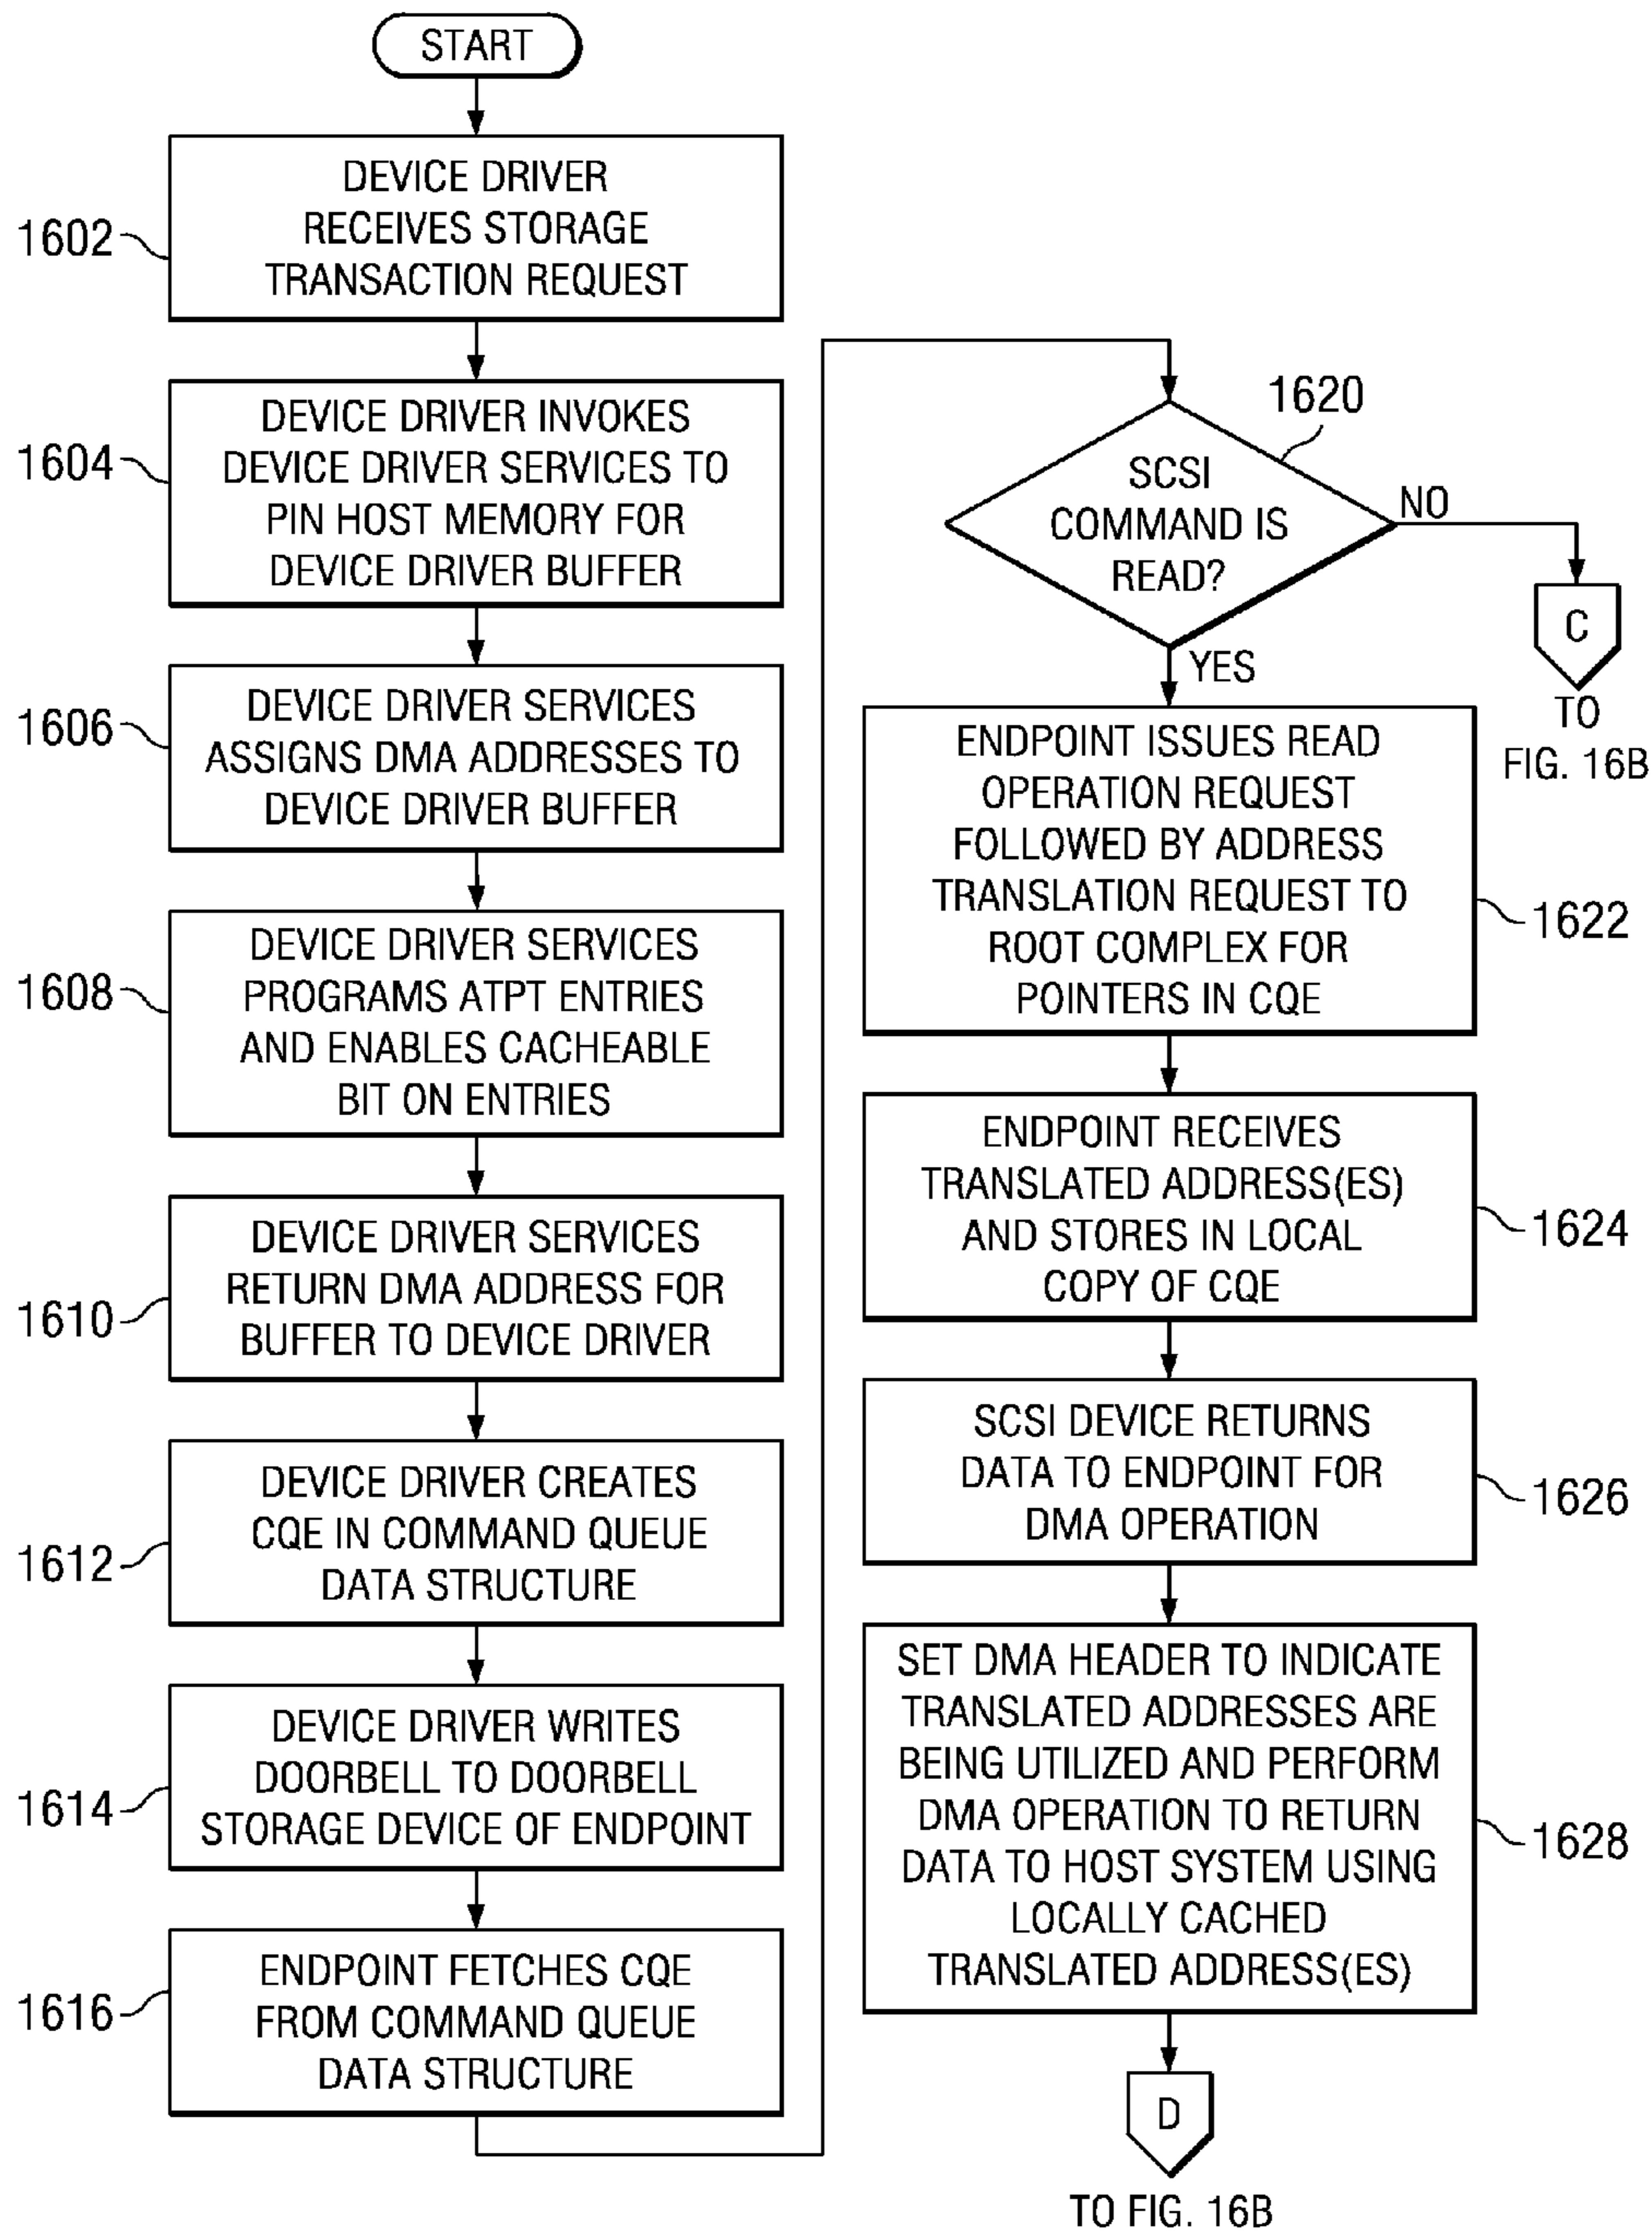 START
DEVICE DRIVER
RECEIVES STORAGE
TRANSACTION REQUEST
1602
DEVICE DRIVER INVOKES
DEVICE DRIVER SERVICES TO
PIN HOST MEMORY FOR
DEVICE DRIVER BUFFER
1604
DEVICE DRIVER SERVICES
ASSIGNS DMA ADDRESSES TO
DEVICE DRIVER BUFFER
1606
DEVICE DRIVER SERVICES
PROGRAMS ATPT ENTRIES
AND ENABLES CACHEABLE
BIT ON ENTRIES
1608
DEVICE DRIVER SERVICES
RETURN DMA ADDRESS FOR
BUFFER TO DEVICE DRIVER
1610
DEVICE DRIVER CREATES
CQE IN COMMAND QUEUE
DATA STRUCTURE
1612
DEVICE DRIVER WRITES
DOORBELL TO DOORBELL
STORAGE DEVICE OF ENDPOINT
1614
ENDPOINT FETCHES CQE
FROM COMMAND QUEUE
DATA STRUCTURE
1616
1620
SCSI
COMMAND IS
READ?
NO
C
TO
FIG. 16B
YES
ENDPOINT ISSUES READ
OPERATION REQUEST
FOLLOWED BY ADDRESS
TRANSLATION REQUEST TO
ROOT COMPLEX FOR
POINTERS IN CQE
1622
ENDPOINT RECEIVES
TRANSLATED ADDRESS(ES)
AND STORES IN LOCAL
COPY OF CQE
1624
SCSI DEVICE RETURNS
DATA TO ENDPOINT FOR
DMA OPERATION
1626
SET DMA HEADER TO INDICATE
TRANSLATED ADDRESSES ARE
BEING UTILIZED AND PERFORM
DMA OPERATION TO RETURN
DATA TO HOST SYSTEM USING
LOCALLY CACHED
TRANSLATED ADDRESS(ES)
1628
D
TO FIG. 16B